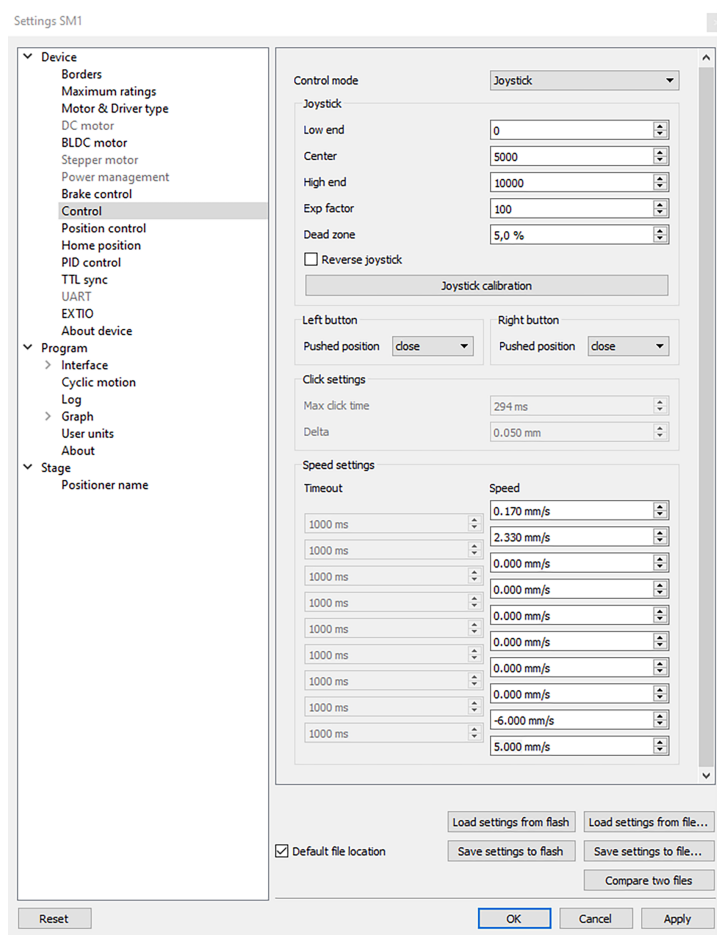 Settings SM1
Device
Borders
Maximum ratings
Motor & Driver type
DC motor
BLDC motor
Stepper motor
Power management
Brake control
Control
Position control
Home position
PID control
TTL sync
UART
EXTIO
About device
Program
Interface
Cyclic motion
Log
Graph
User units
About
Stage
Positioner name
Control mode Joystick
Joystick
Low end 0
Center 5000
High end 10000
Exp factor 100
Dead zone 5,0 %
Reverse joystick
Joystick calibration
Left button Right button
Pushed position close Pushed position close
Click settings
Max click time 294 ms
Delta 0.050 mm
Speed settings
Timeout Speed
0.170 mm/s
1000 ms
2.330 mm/s
1000 ms
0.000 mm/s
1000 ms
0.000 mm/s
1000 ms
0.000 mm/s
1000 ms
0.000 mm/s
1000 ms
0.000 mm/s
1000 ms
0.000 mm/s
1000 ms
-6.000 mm/s
1000 ms
5.000 mm/s
Load settings from flash Load settings from file...
Default file location Save settings to flash Save settings to file...
Compare two files
Reset OK Cancel Apply